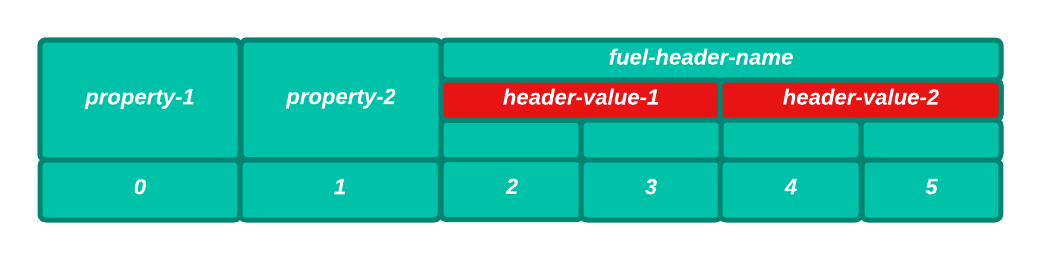 property-1
property-2
fuel-header-name
header-value-1
header-value-2
0
1
2
3
4
5